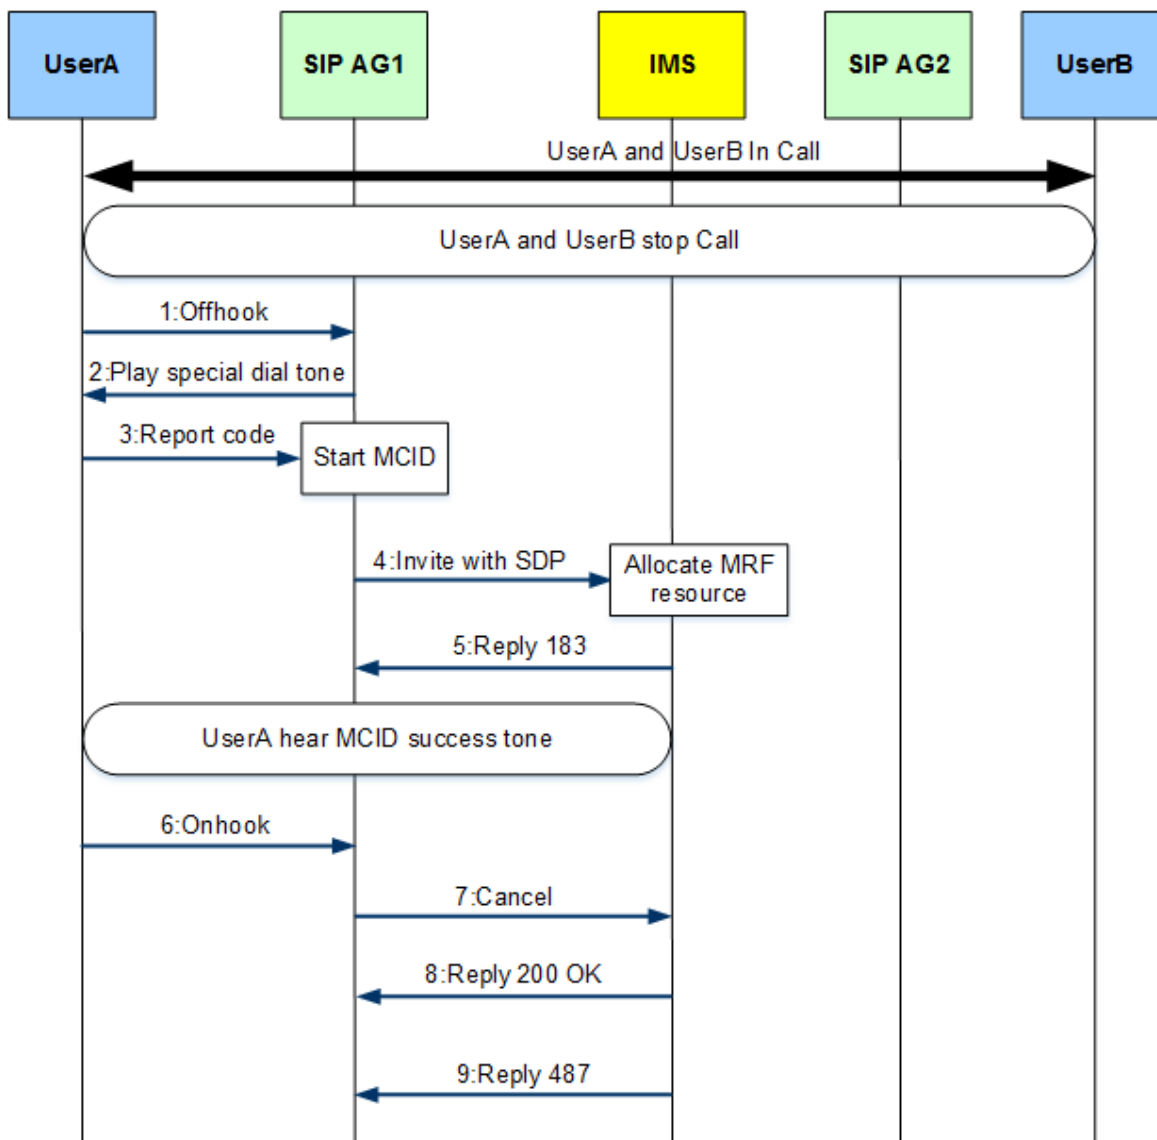 UserA
SIP AG1
IMS
SIP AG2
UserB
UserA and UserB In Call
UserA and UserB stop Call
1:Offhook
2:Play special dial tone
3:Report code
Start MCID
4:Invite with SDP
Allocate MRF
resource
5:Reply 183
UserA hear MCID success tone
6:Onhook
7:Cancel
8:Reply 200 OK
9:Reply 487